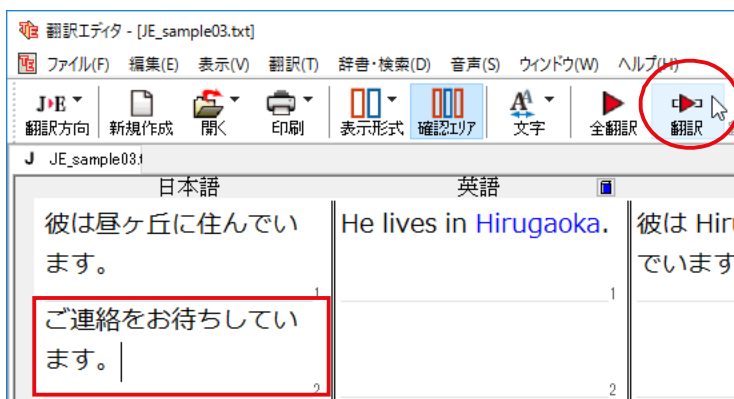 翻訳エディタ - [JE_sample03.txt]
ファイル(F) 編集(E) 表示(V) 翻訳(T) 辞書・検索(D) 音声(S) ウインドウ(W) ヘルプ(H)
J▸E
翻訳方向 新規作成 開く 印刷 表示形式 確認エリア 文字 全翻訳 翻訳
J JE_sample03.t
日本語 英語
彼は昼ヶ丘に住んでい
ます。
1
He lives in Hirugaoka.
1
彼は Hiru
でいます
ご連絡をお待ちしてい
ます。
2
2